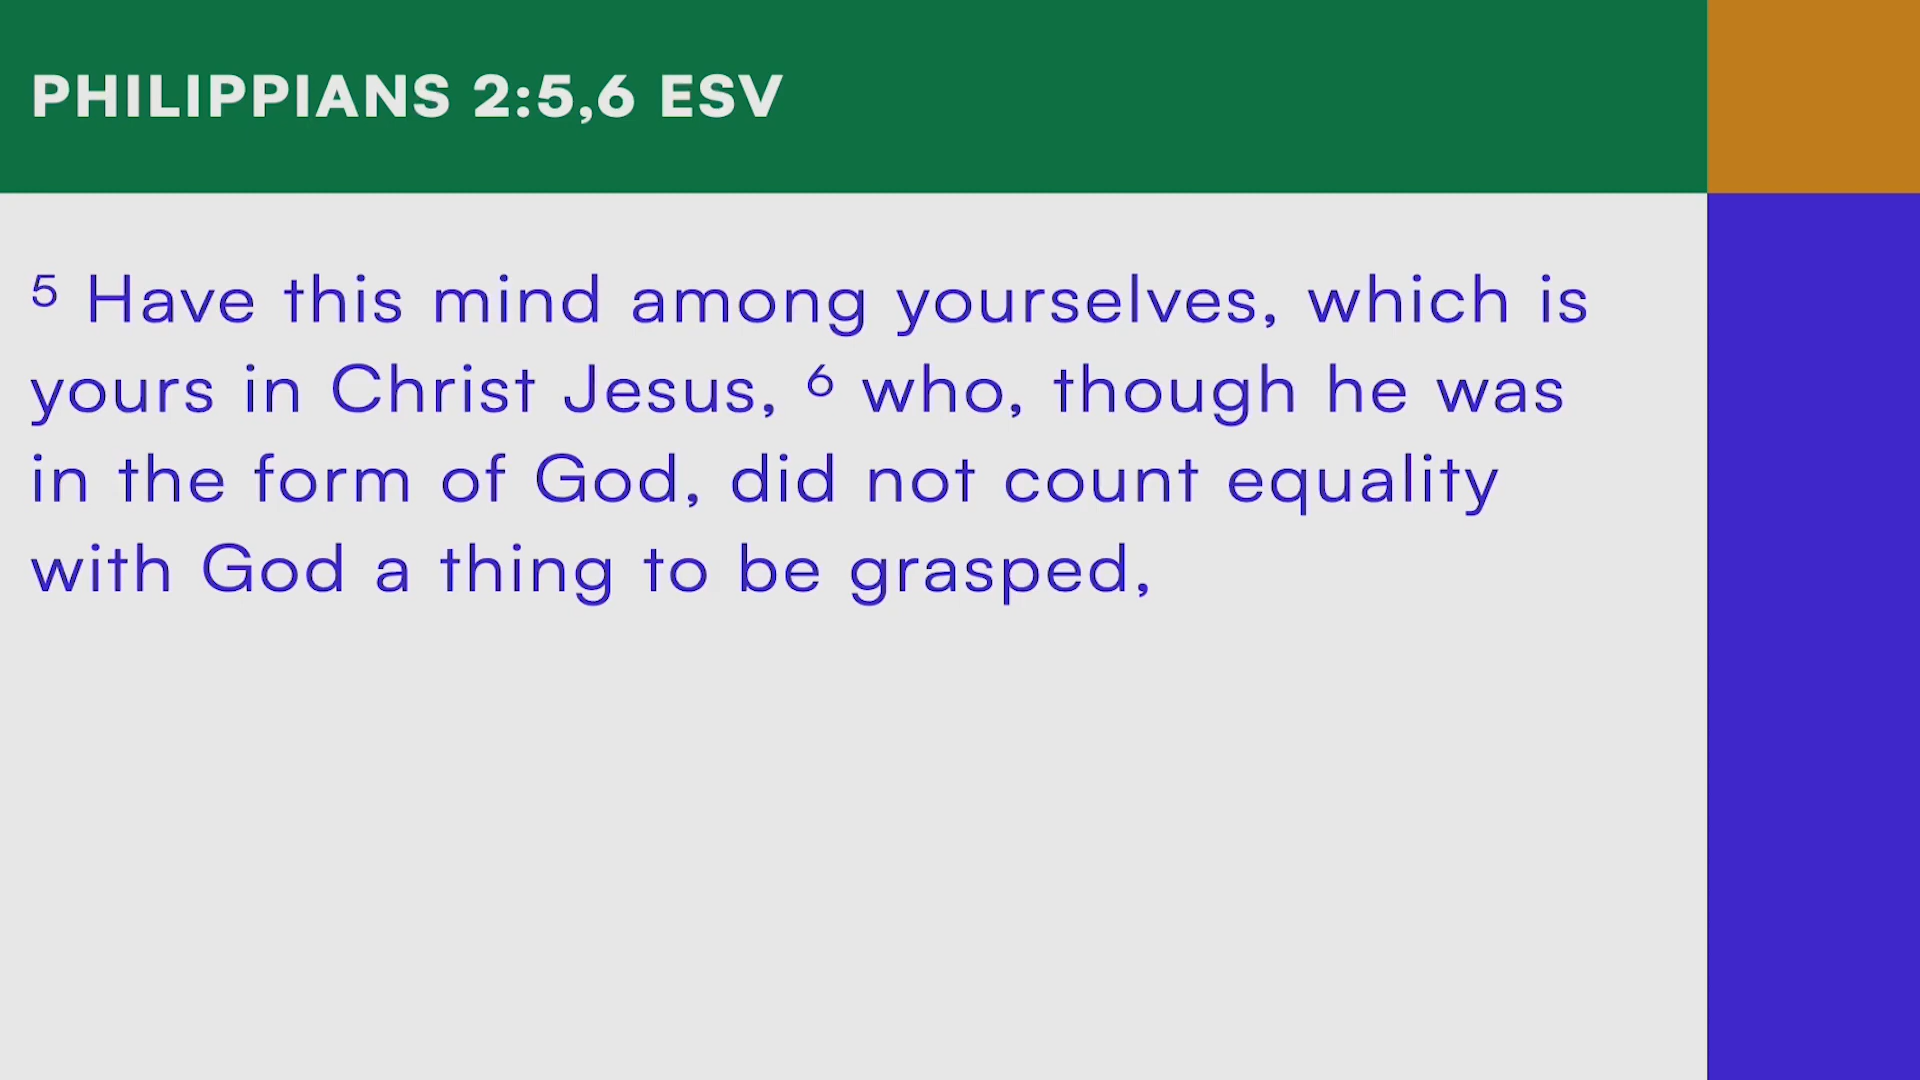 PHILIPPIANS 2:5,6 ESV
⁵ Have this mind among yourselves, which is
yours in Christ Jesus, ⁶ who, though he was
in the form of God, did not count equality
with God a thing to be grasped,